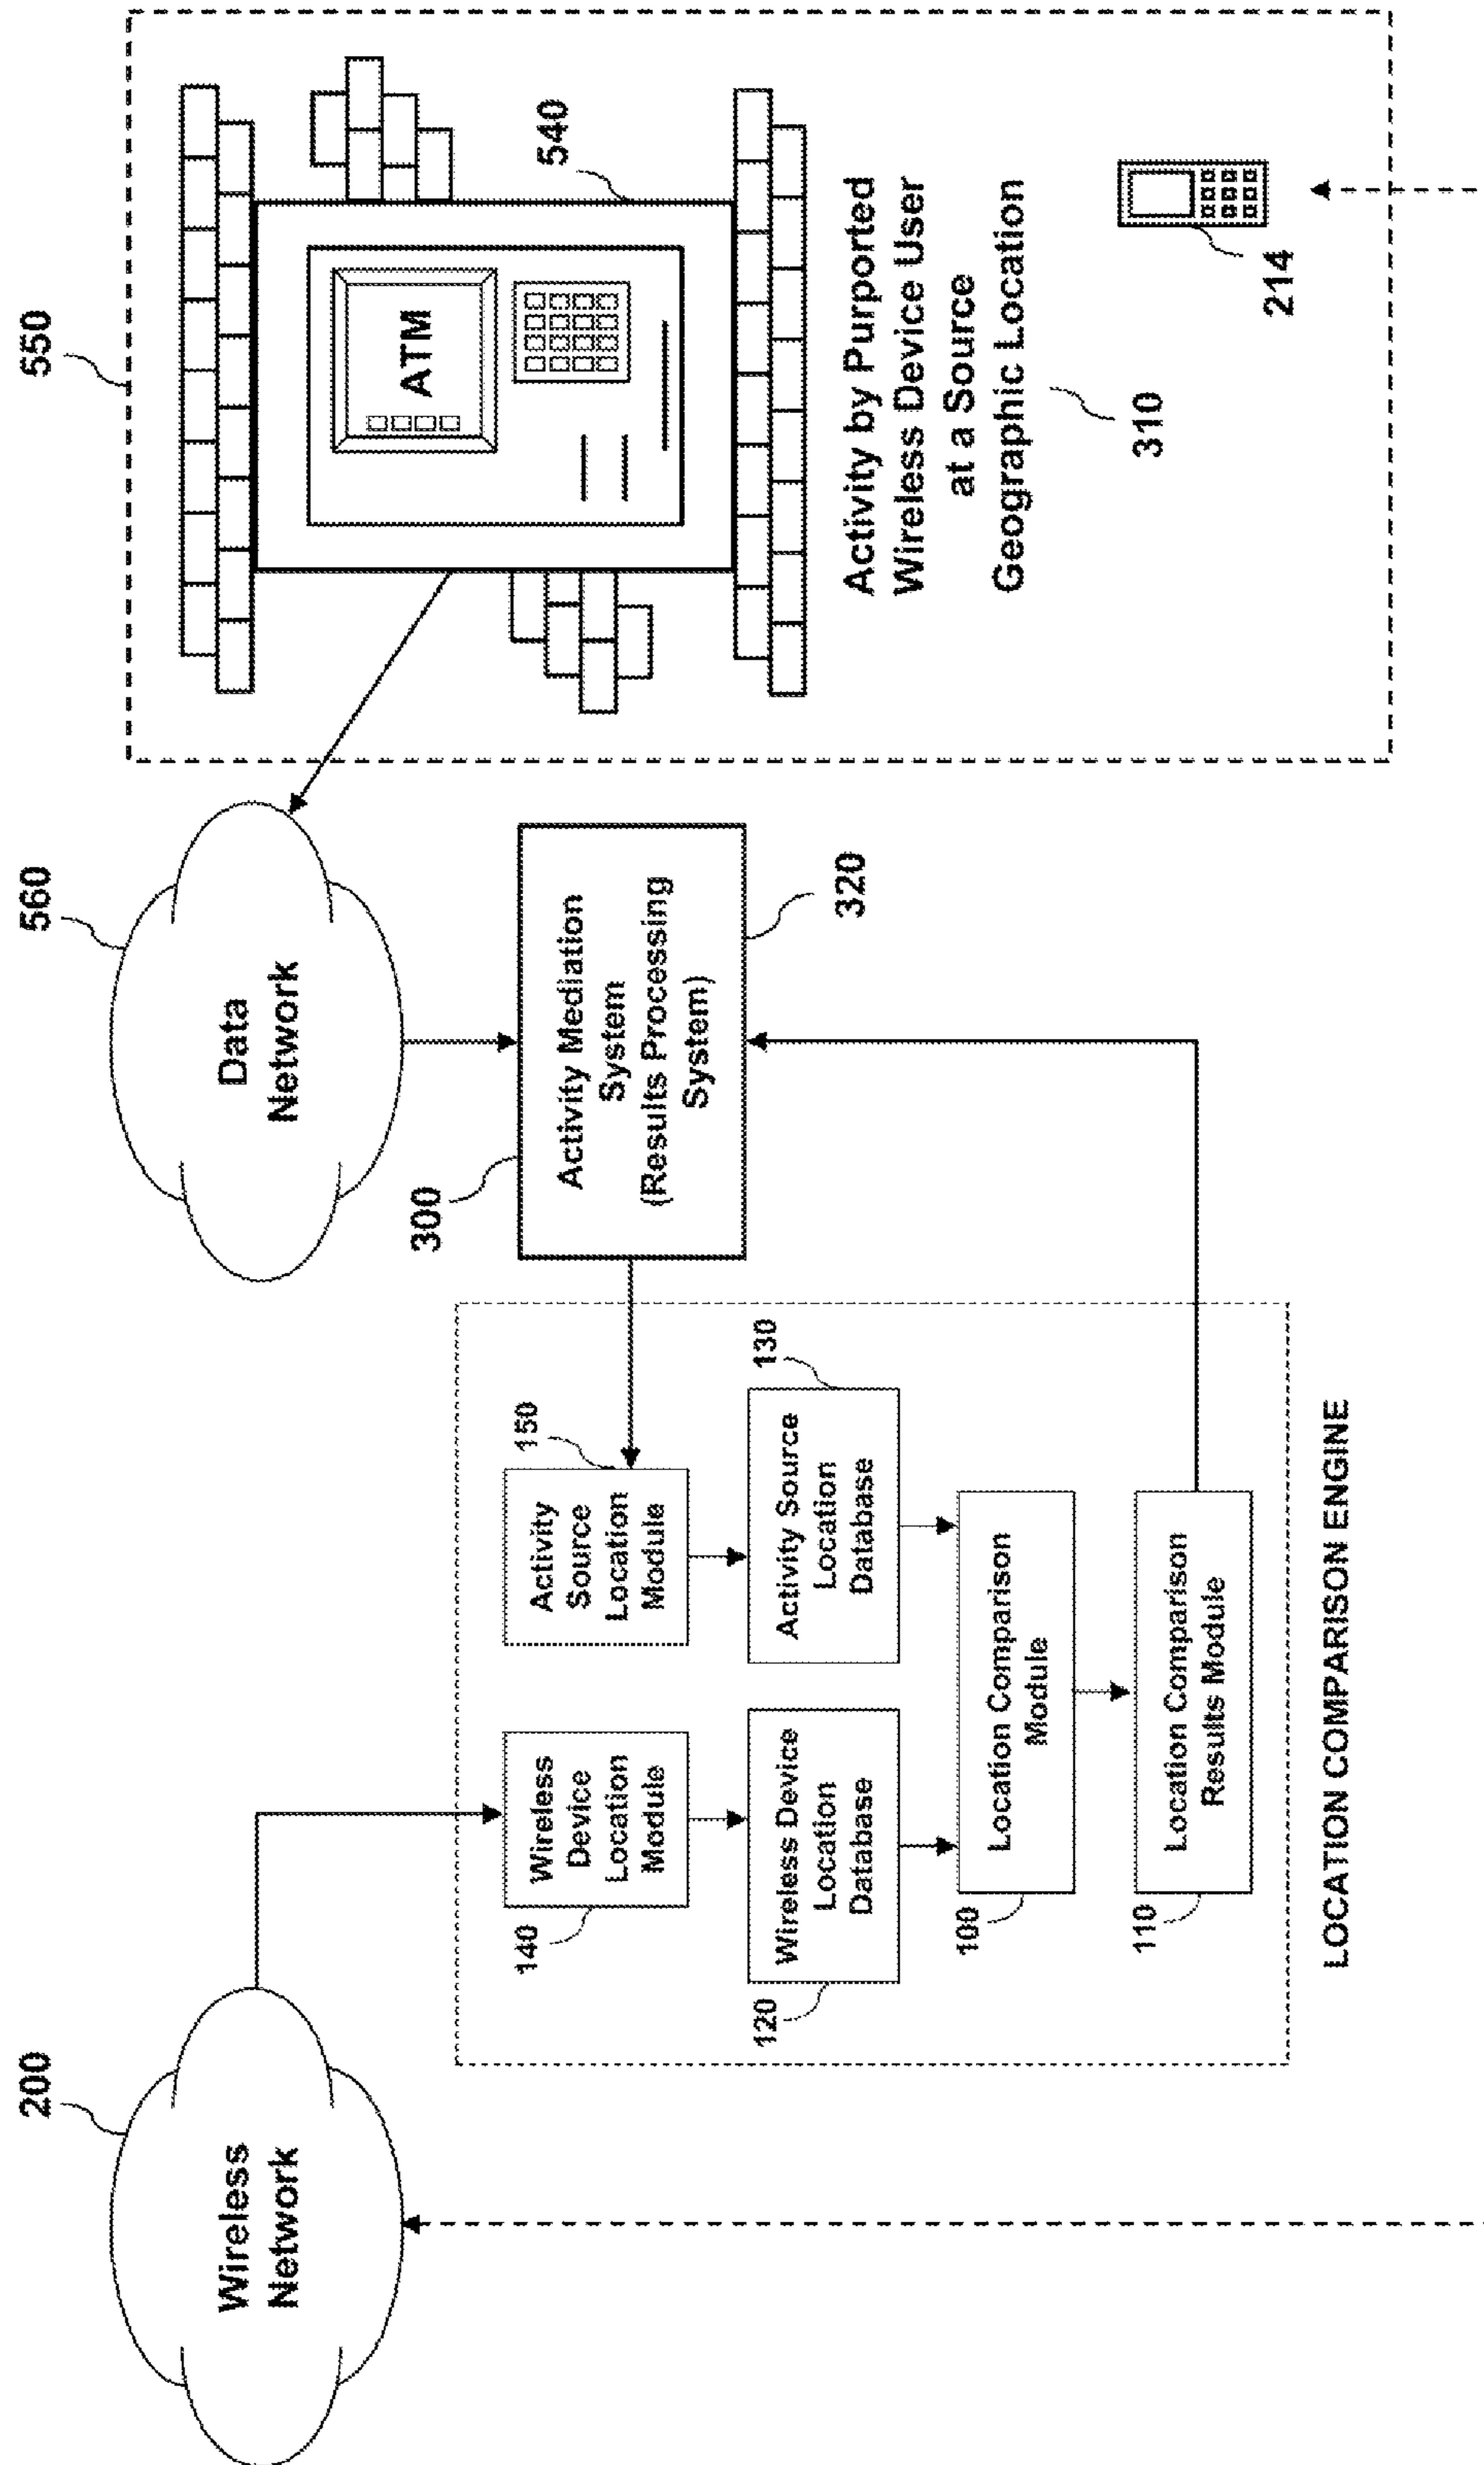 200
Wireless
Network
560
Data
Network
550
540
ATM
Activity by Purported
Wireless Device User
at a Source
Geographic Location
310
214
300
Activity Mediation
System
(Results Processing
System)
320
140
Wireless
Device
Location
Module
150
Activity
Source
Location
Module
120
Wireless Device
Location
Database
130
Activity Source
Location
Database
100
Location Comparison
Module
110
Location Comparison
Results Module
LOCATION COMPARISON ENGINE